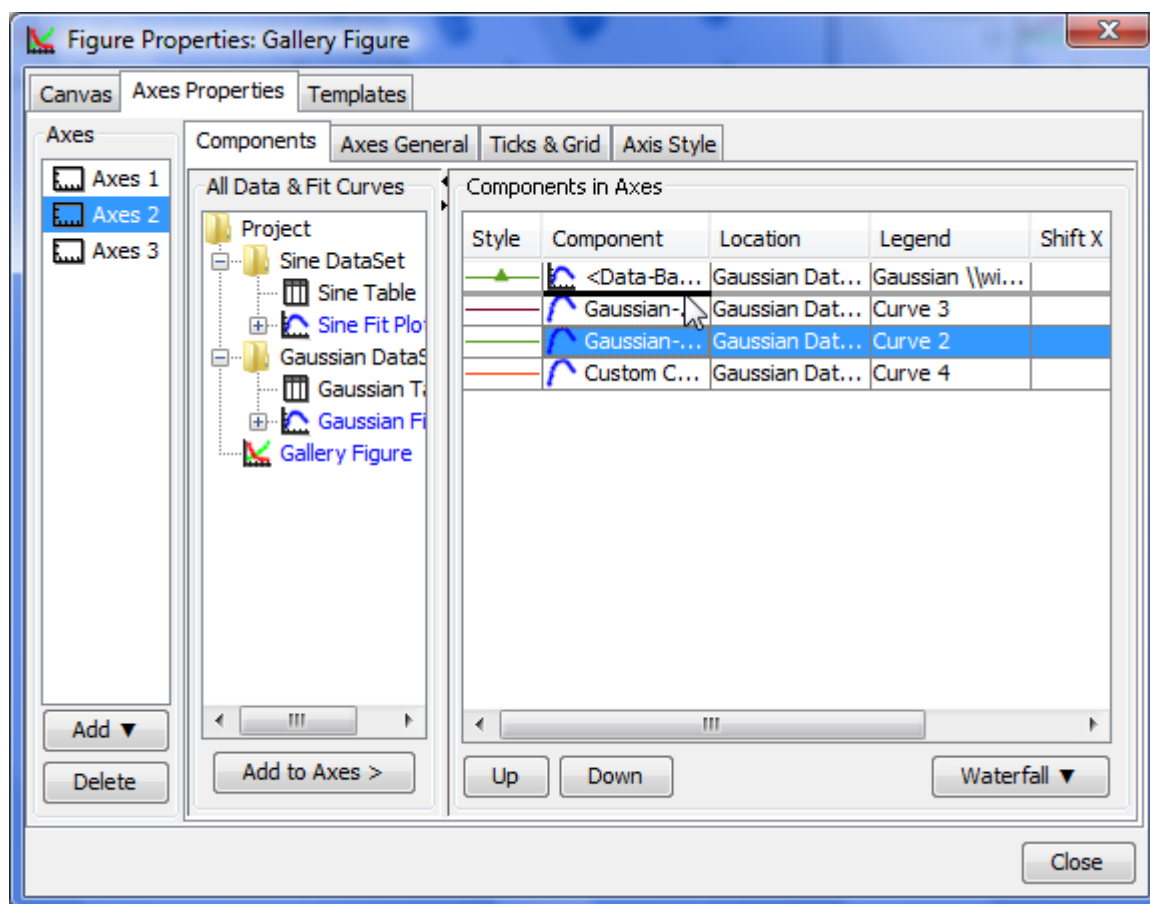 Figure Properties: Gallery Figure
Canvas Axes Properties Templates
Axes
Axes 1
Axes 2
Axes 3
Add ▼
Delete
Components Axes General Ticks & Grid Axis Style
All Data & Fit Curves
Project
Sine DataSet
Sine Table
Sine Fit Plo
Gaussian DataS
Gaussian Ta
Gaussian Fi
Gallery Figure
Add to Axes >
Components in Axes
Style Component Location Legend Shift X
<Data-Ba... Gaussian Dat... Gaussian \\wi...
Gaussian-... Gaussian Dat... Curve 3
Gaussian-... Gaussian Dat... Curve 2
Custom C... Gaussian Dat... Curve 4
Up Down Waterfall ▼
Close